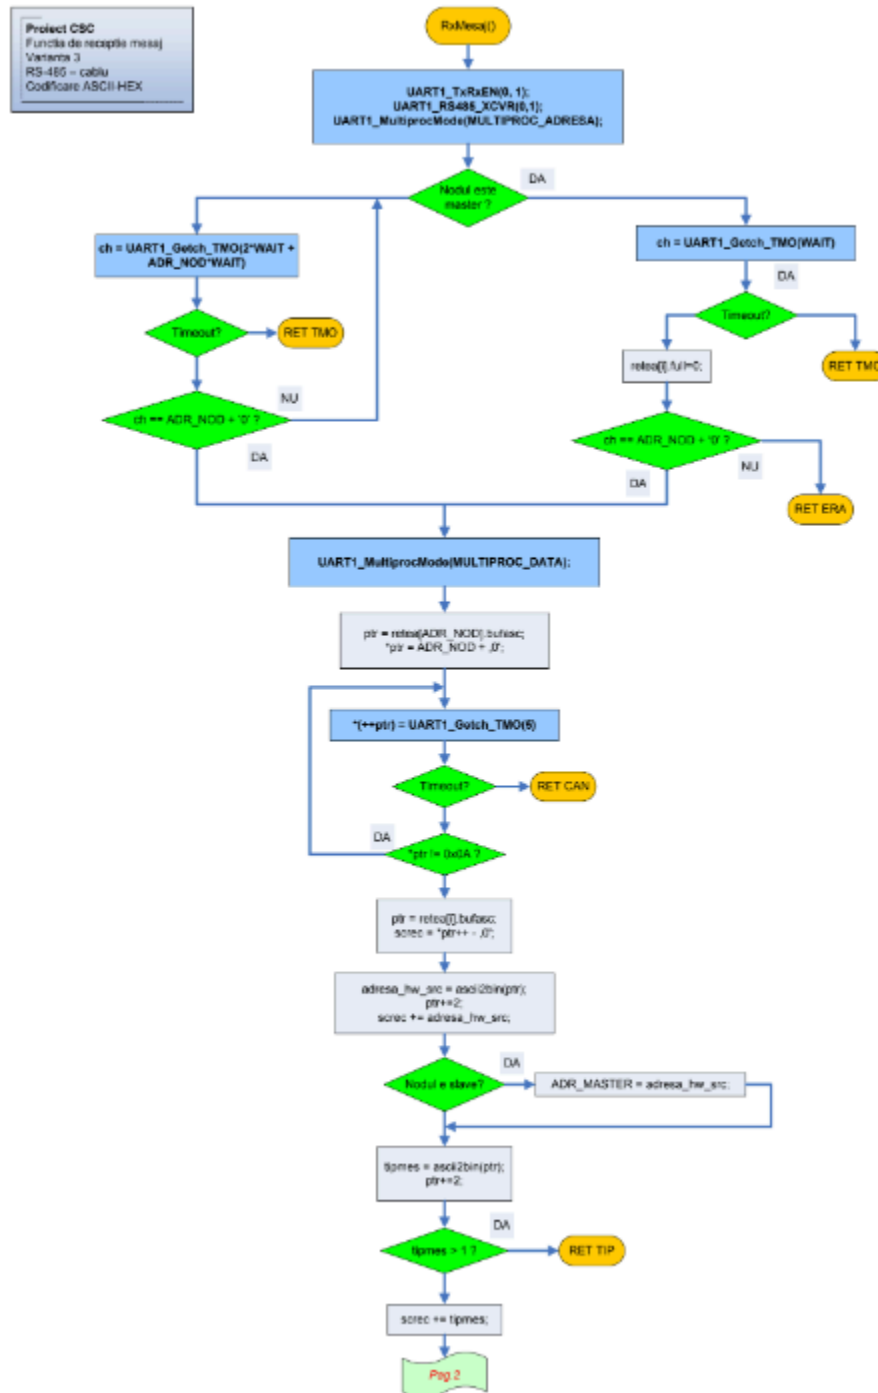 Proiect CSC
Functia de receptie mesaj
Varianta 3
RS-485 – cablu
Codificare ASCII-HEX
RxMesaj()
UART1_TxRxEN(0, 1);
UART1_RS485_XCVR(0,1);
UART1_MultiprocMode(MULTIPROC_ADRESA);
Nodul este
master ?
DA
ch = UART1_Getch_TMO(2*WAIT +
ADR_NOD*WAIT)
ch = UART1_Getch_TMO(WAIT)
DA
Timeout?
RET TMO
Timeout?
RET TMO
retea[i].full=0;
NU
ch == ADR_NOD + '0' ?
DA
ch == ADR_NOD + '0' ?
NU
DA
RET ERA
UART1_MultiprocMode(MULTIPROC_DATA);
ptr = retea[ADR_NOD].bufasc;
*ptr = ADR_NOD + ,0';
*(++ptr) = UART1_Getch_TMO(5)
Timeout?
RET CAN
DA
*ptr != 0x0A ?
ptr = retea[i].bufasc;
screc = *ptr++ - ,0';
adresa_hw_src = ascii2bin(ptr);
ptr+=2;
screc += adresa_hw_src;
DA
Nodul e slave?
ADR_MASTER = adresa_hw_src;
tipmes = ascii2bin(ptr);
ptr+=2;
DA
tipmes > 1 ?
RET TIP
screc += tipmes;
Pag 2